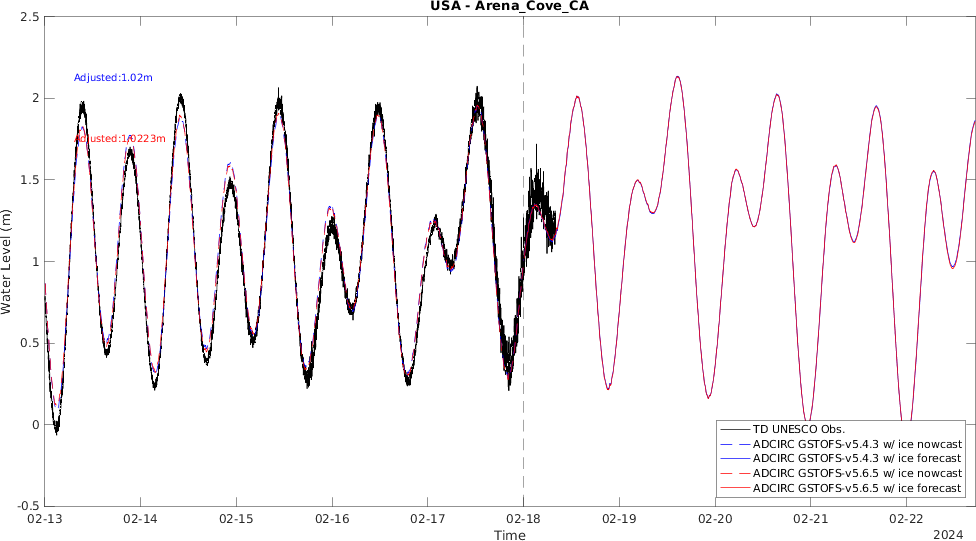 USA - Arena_Cove_CA
2.5
2
1.5
1
0.5
0
-0.5
Water Level (m)
Adjusted:1.02m
Adjusted:1.0223m
TD UNESCO Obs.
ADCIRC GSTOFS-v5.4.3 w/ ice nowcast
ADCIRC GSTOFS-v5.4.3 w/ ice forecast
ADCIRC GSTOFS-v5.6.5 w/ ice nowcast
ADCIRC GSTOFS-v5.6.5 w/ ice forecast
02-13 02-14 02-15 02-16 02-17 02-18 02-19 02-20 02-21 02-22
Time
2024